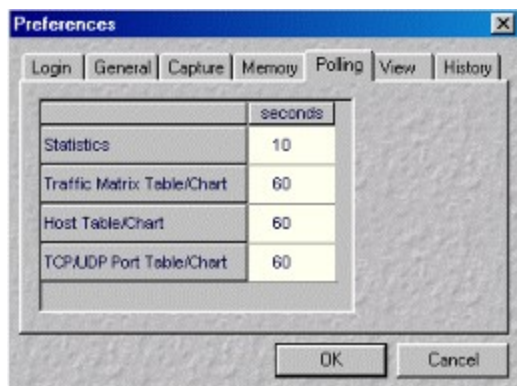 Preferences
Login General Capture Memory Polling View History
seconds
Statistics 10
Traffic Matrix Table/Chart 60
Host Table/Chart 60
TCP/UDP Port Table/Chart 60
OK Cancel